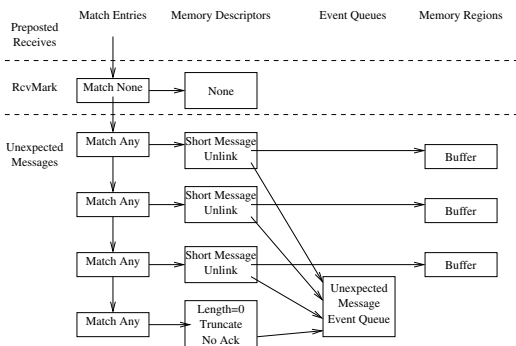 Match Entries
Memory Descriptors
Event Queues
Memory Regions
Preposted
Receives
RcvMark
Match None
None
Unexpected
Messages
Match Any
Short Message
Unlink
Buffer
Match Any
Short Message
Unlink
Buffer
Match Any
Short Message
Unlink
Buffer
Unexpected
Message
Event Queue
Match Any
Length=0
Truncate
No Ack